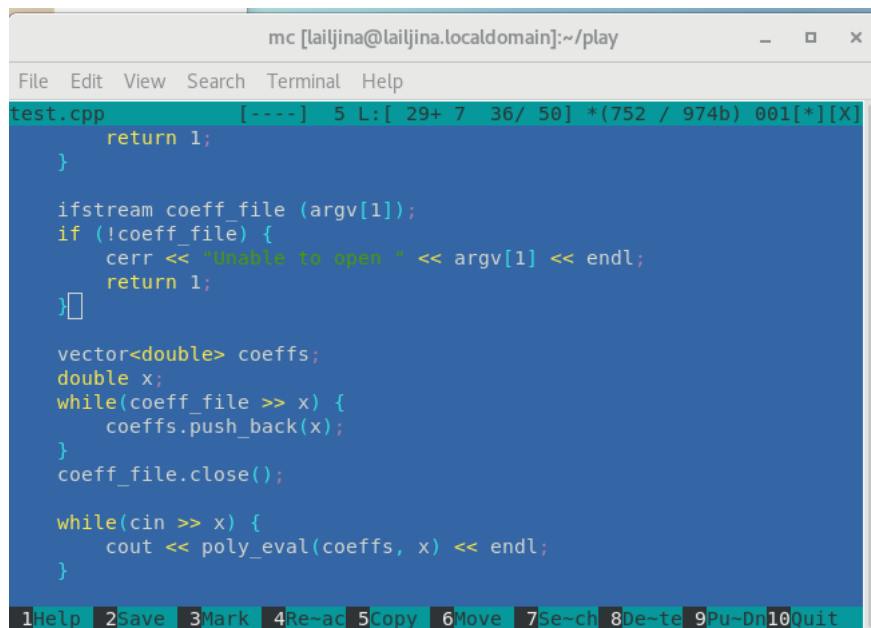 mc [lailjina@lailjina.localdomain]:~/play
File Edit View Search Terminal Help
test.cpp [----] 5 L:[ 29+ 7 36/ 50] *(752 / 974b) 001[*][X]
return 1;
}
ifstream coeff_file (argv[1]);
if (!coeff_file) {
cerr << "Unable to open " << argv[1] << endl;
return 1;
}
vector<double> coeffs;
double x;
while(coeff_file >> x) {
coeffs.push_back(x);
}
coeff_file.close();
while(cin >> x) {
cout << poly_eval(coeffs, x) << endl;
}
1Help 2Save 3Mark 4Re~ac 5Copy 6Move 7Se~ch 8De~te 9Pu~Dn10Quit